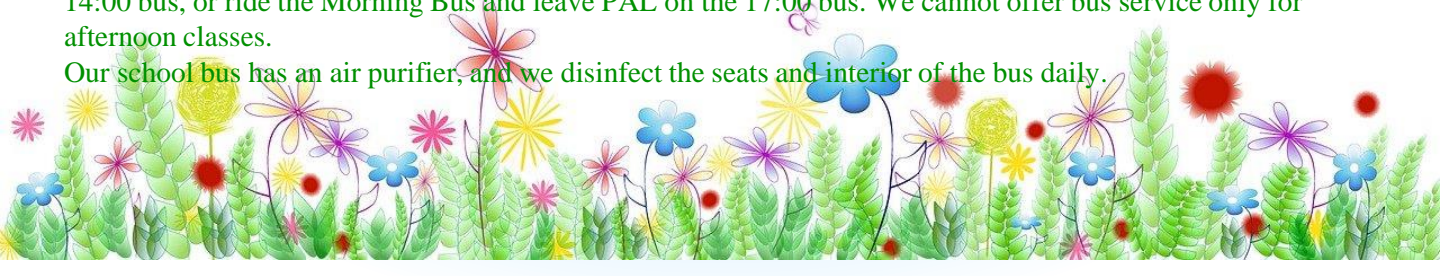 14:00 bus, or ride the Morning Bus and leave PAL on the 17:00 bus. We cannot offer bus service only for
afternoon classes.
Our school bus has an air purifier, and we disinfect the seats and interior of the bus daily.